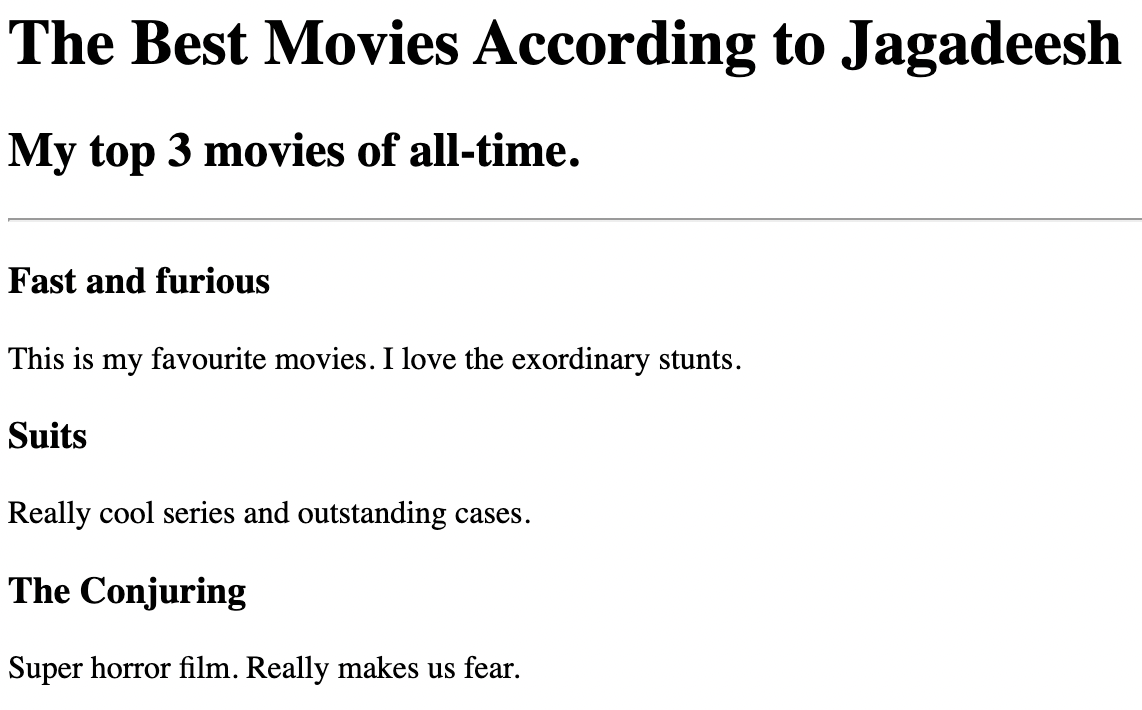 The Best Movies According to Jagadeesh
My top 3 movies of all-time.
Fast and furious
This is my favourite movies. I love the exordinary stunts.
Suits
Really cool series and outstanding cases.
The Conjuring
Super horror film. Really makes us fear.